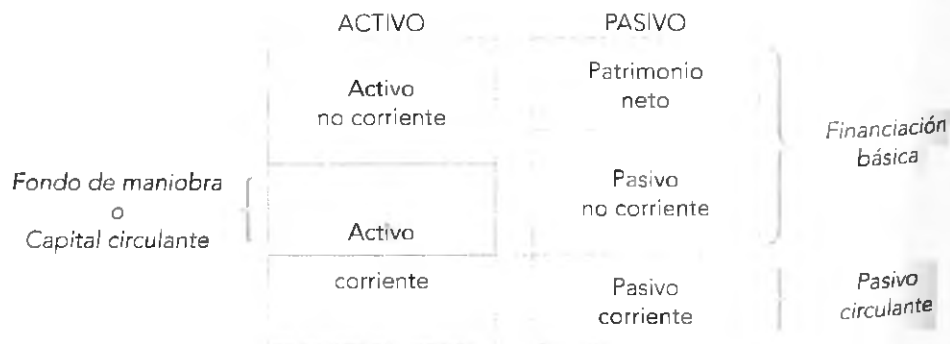 ACTIVO
PASIVO
Activo
no corriente
Patrimonio
neto
Financiación
básica
Fondo de maniobra
o
Capital circulante
Pasivo
no corriente
Activo
corriente
Pasivo
corriente
Pasivo
circulante